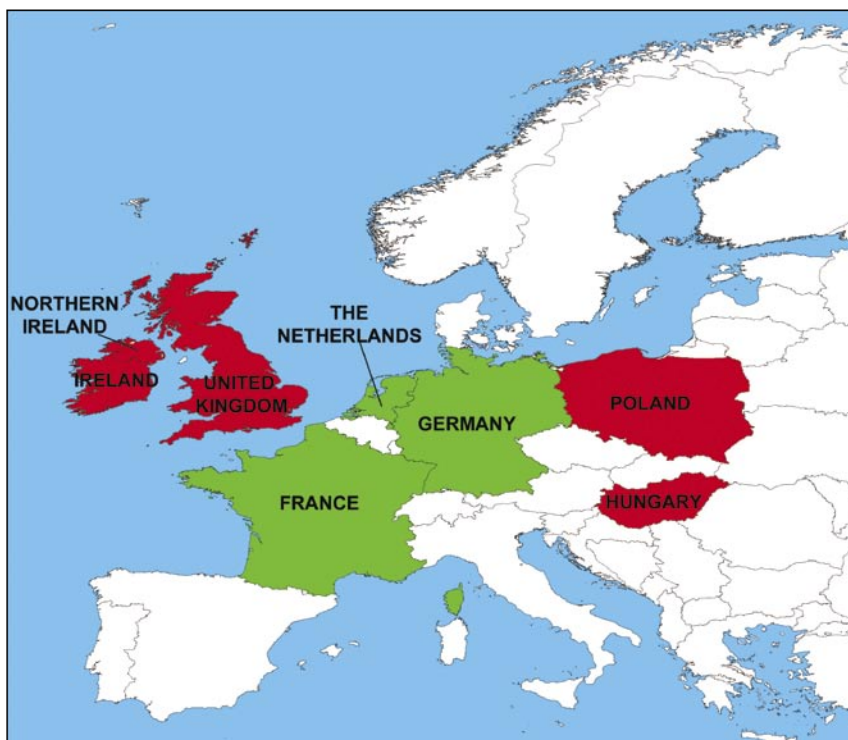 NORTHERN
IRELAND
THE
NETHERLANDS
IRELAND
UNITED
KINGDOM
POLAND
GERMANY
FRANCE
HUNGARY